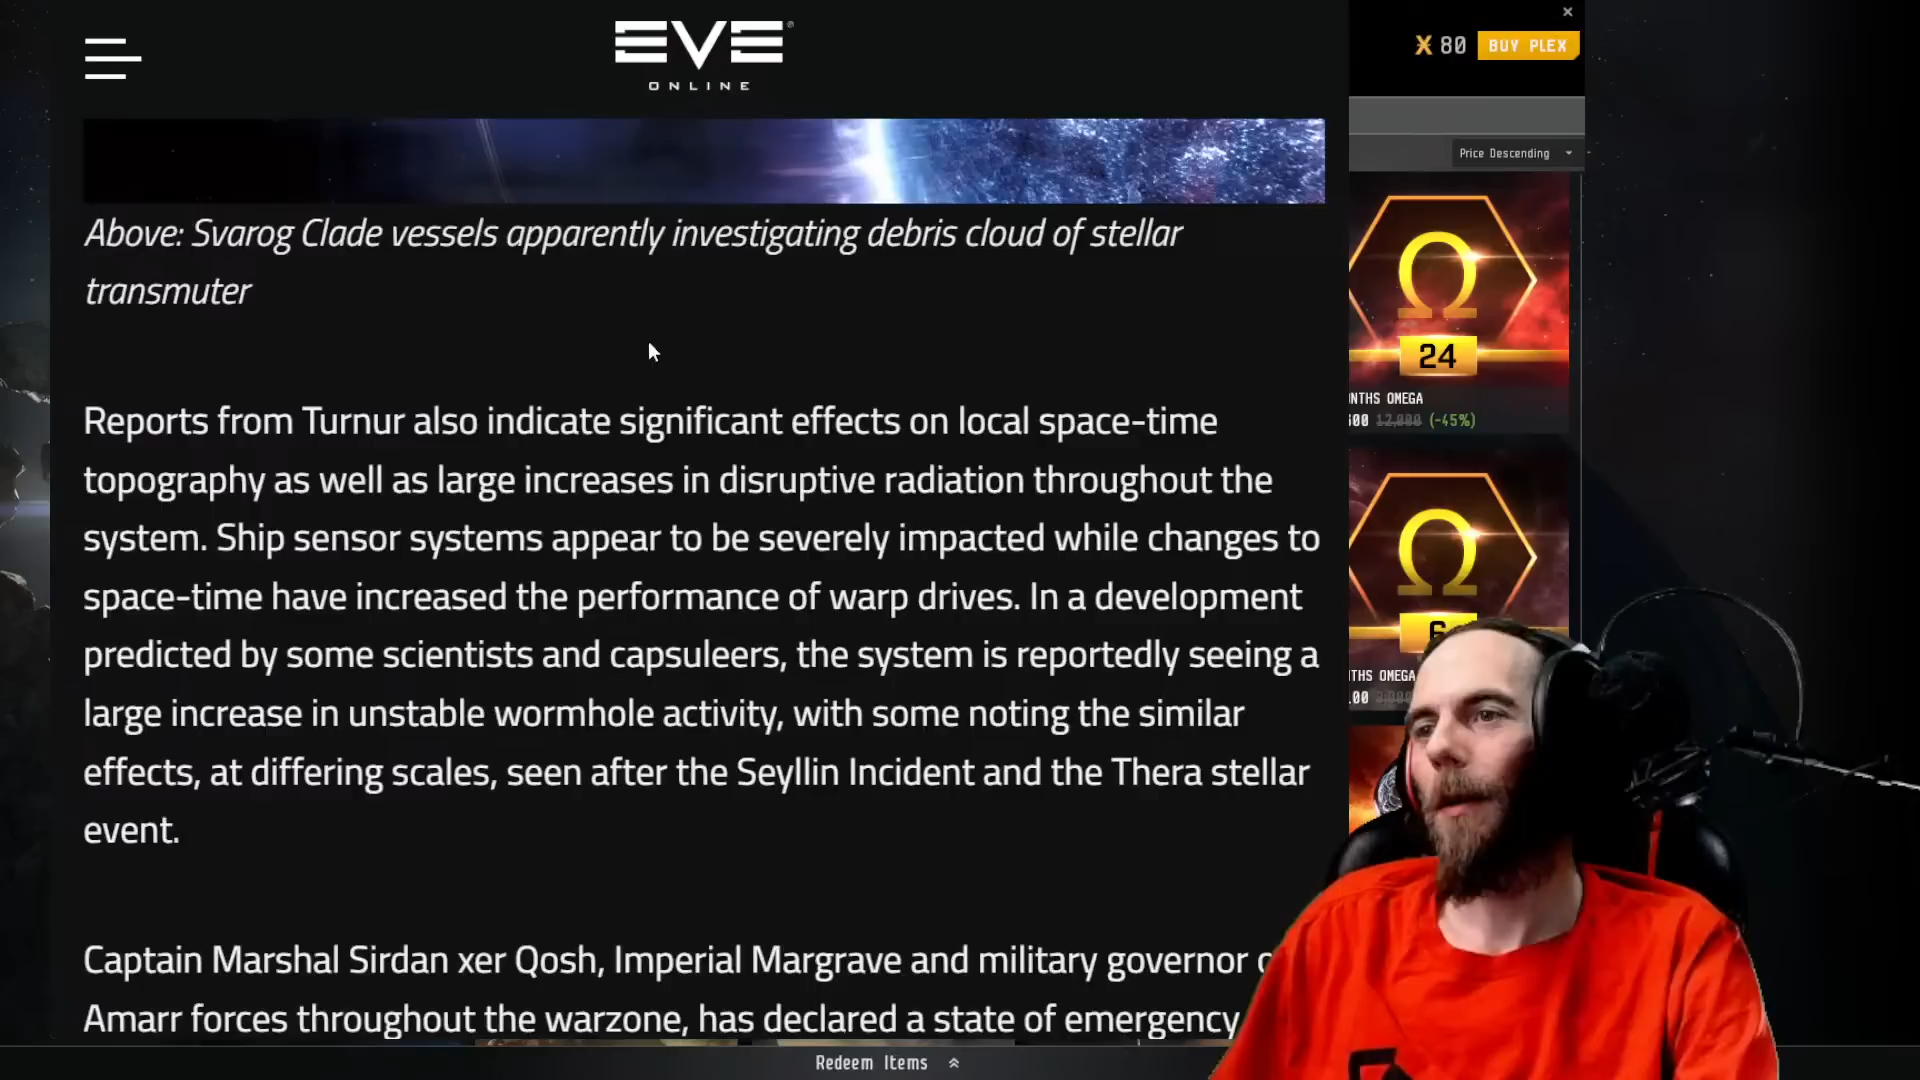 EVE
ONLINE
80
BUY PLEX
Price Descending
Above: Svarog Clade vessels apparently investigating debris cloud of stellar
transmuter
24
Reports from Turnur also indicate significant effects on local space-time
topography as well as large increases in disruptive radiation throughout the
system. Ship sensor systems appear to be severely impacted while changes to
space-time have increased the performance of warp drives. In a development
predicted by some scientists and capsuleers, the system is reportedly seeing a
large increase in unstable wormhole activity, with some noting the similar
effects, at differing scales, seen after the Seyllin Incident and the Thera stellar
event.
OMEGA
(-45%)
OMEGA
Captain Marshal Sirdan xer Qosh, Imperial Margrave and military governor
Amarr forces throughout the warzone, has declared a state of emergency
Redeem Items